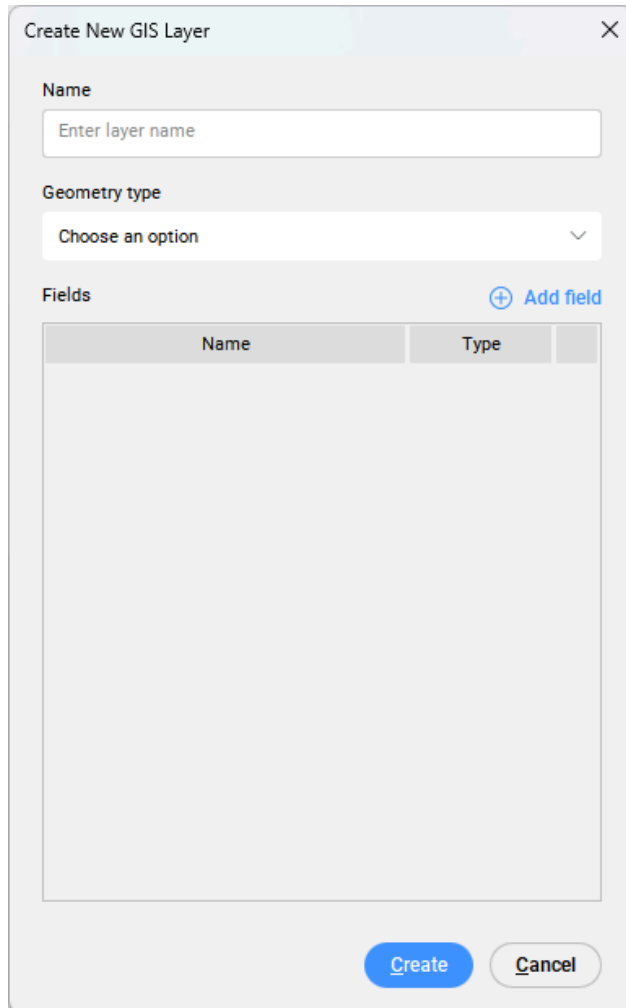 Create New GIS Layer
Name
Enter layer name
Geometry type
Choose an option
Fields
Add field
Name Type
Create Cancel